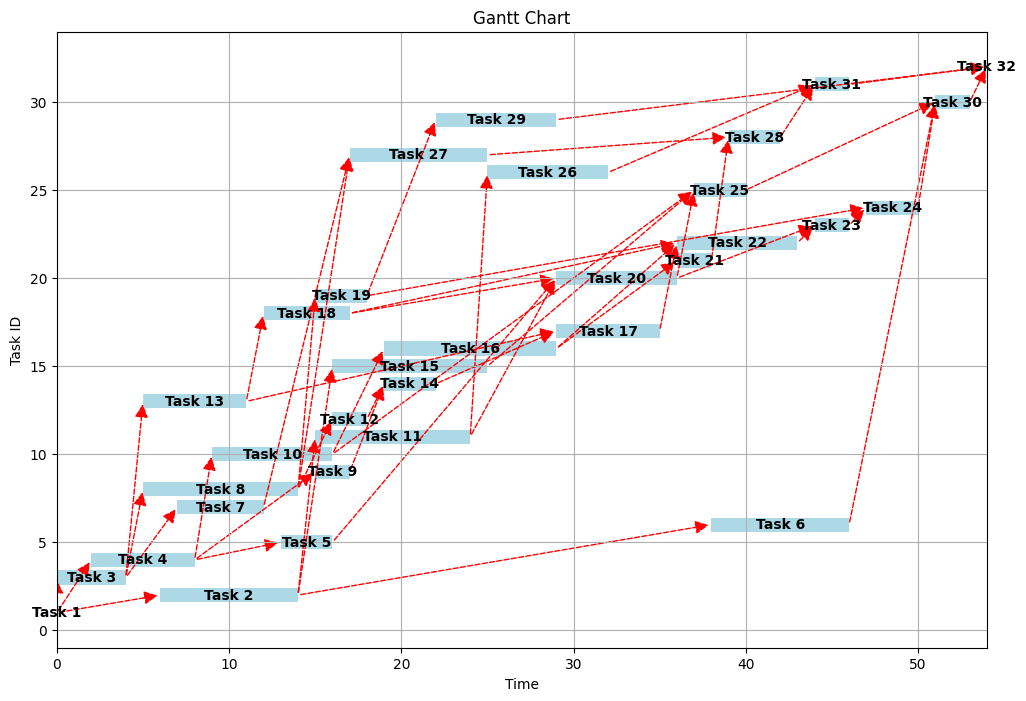 Gantt Chart
Task 32
Task 31
Task 30
30
Task 29
Task 28
Task 27
Task 26
Task 25
25
Task 24
Task 23
Task 22
Task 21
Task 20
20
Task 19
Task 18
Task 17
Task 16
Task 15
15
Task 14
Task 13
Task 12
Task 11
Task 10
10
Task 9
Task 8
Task 7
Task 6
Task 5
5
Task 4
Task 3
Task 2
Task 1
0
Task ID
0 10 20 30 40 50
Time